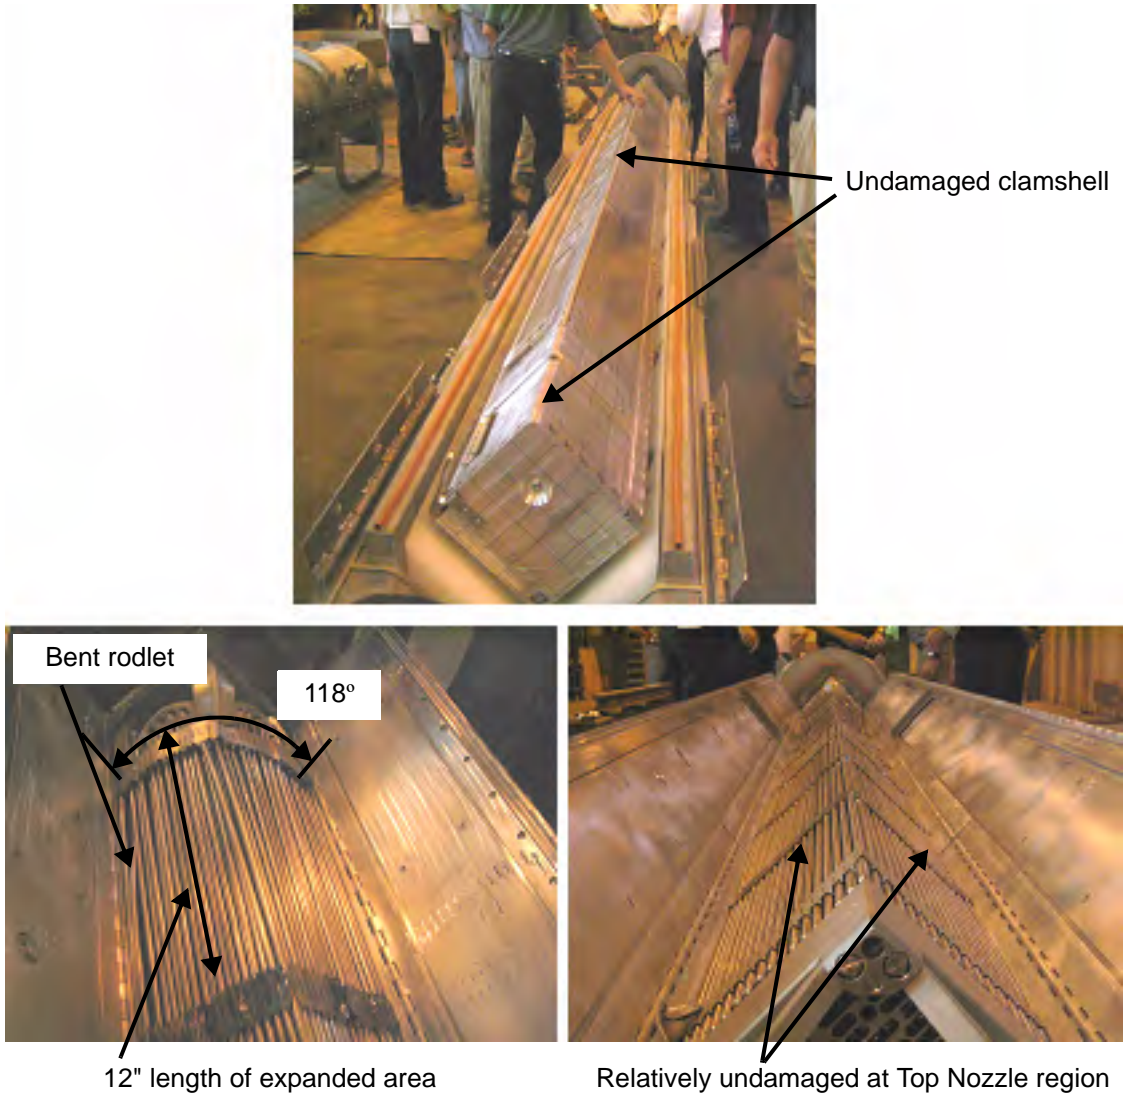 Undamaged clamshell
Bent rodlet
118º
12" length of expanded area
Relatively undamaged at Top Nozzle region